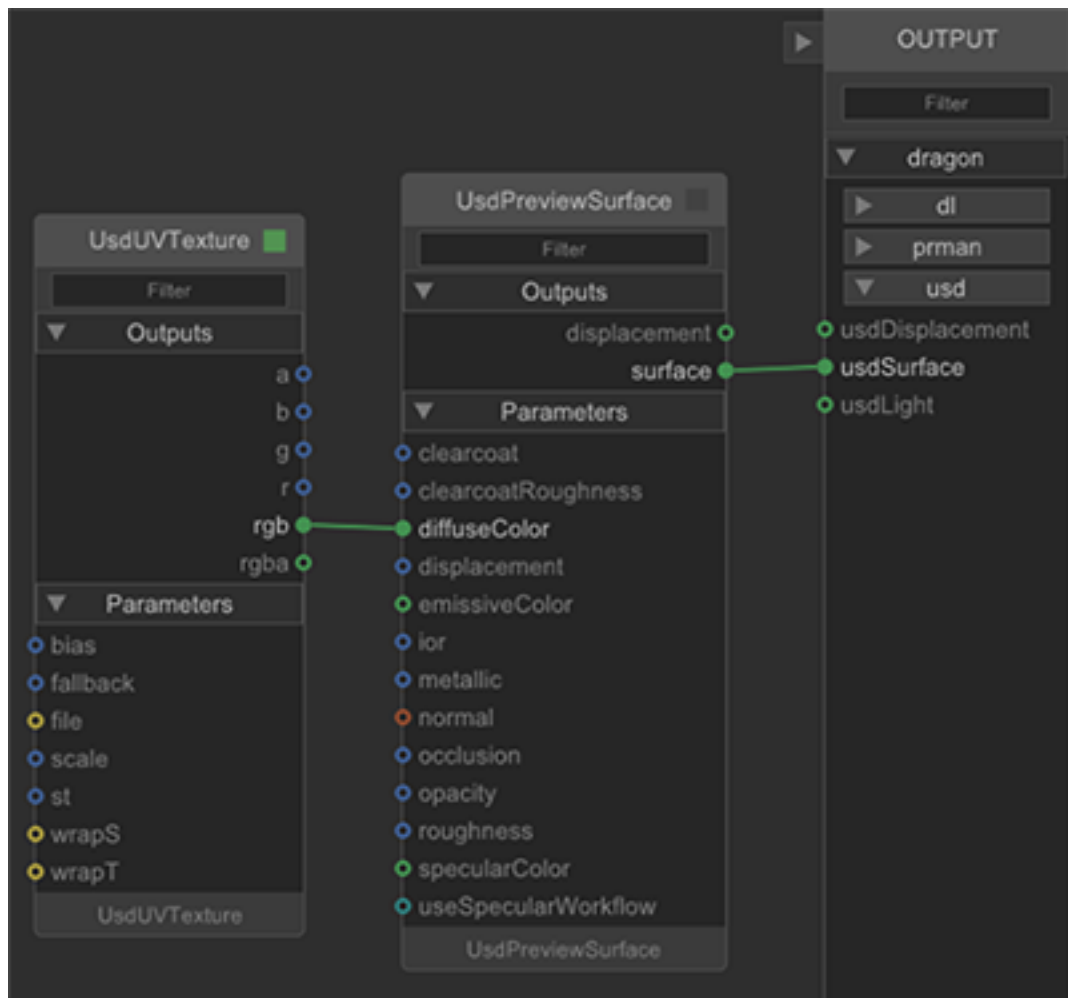 UsdUVTexture
Filter
Outputs
a
b
g
r
rgb
rgba
Parameters
bias
fallback
file
scale
st
wrapS
wrapT
UsdUVTexture
UsdPreviewSurface
Filter
Outputs
displacement
surface
Parameters
clearcoat
clearcoatRoughness
diffuseColor
displacement
emissiveColor
ior
metallic
normal
occlusion
opacity
roughness
specularColor
useSpecularWorkflow
UsdPreviewSurface
OUTPUT
Filter
dragon
dl
prman
usd
usdDisplacement
usdSurface
usdLight